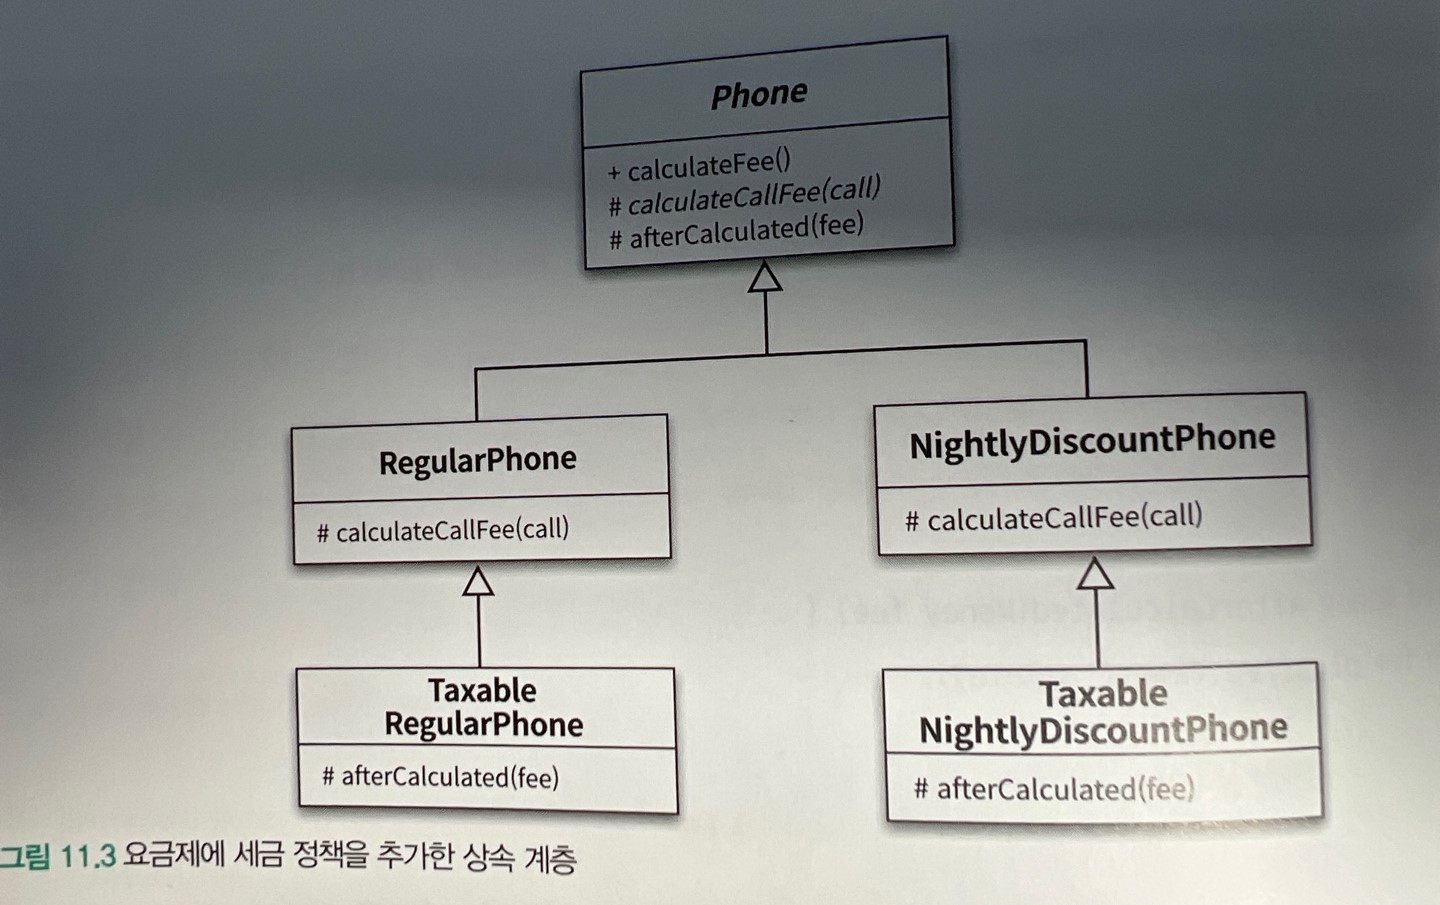 Phone
+ calculateFee()
# calculateCallFee(call)
# afterCalculated(fee)
RegularPhone
# calculateCallFee(call)
NightlyDiscountPhone
# calculateCallFee(call)
Taxable
RegularPhone
# afterCalculated(fee)
Taxable
NightlyDiscountPhone
# afterCalculated(fee)
그림 11.3 요금제에 세금 정책을 추가한 상속 계층